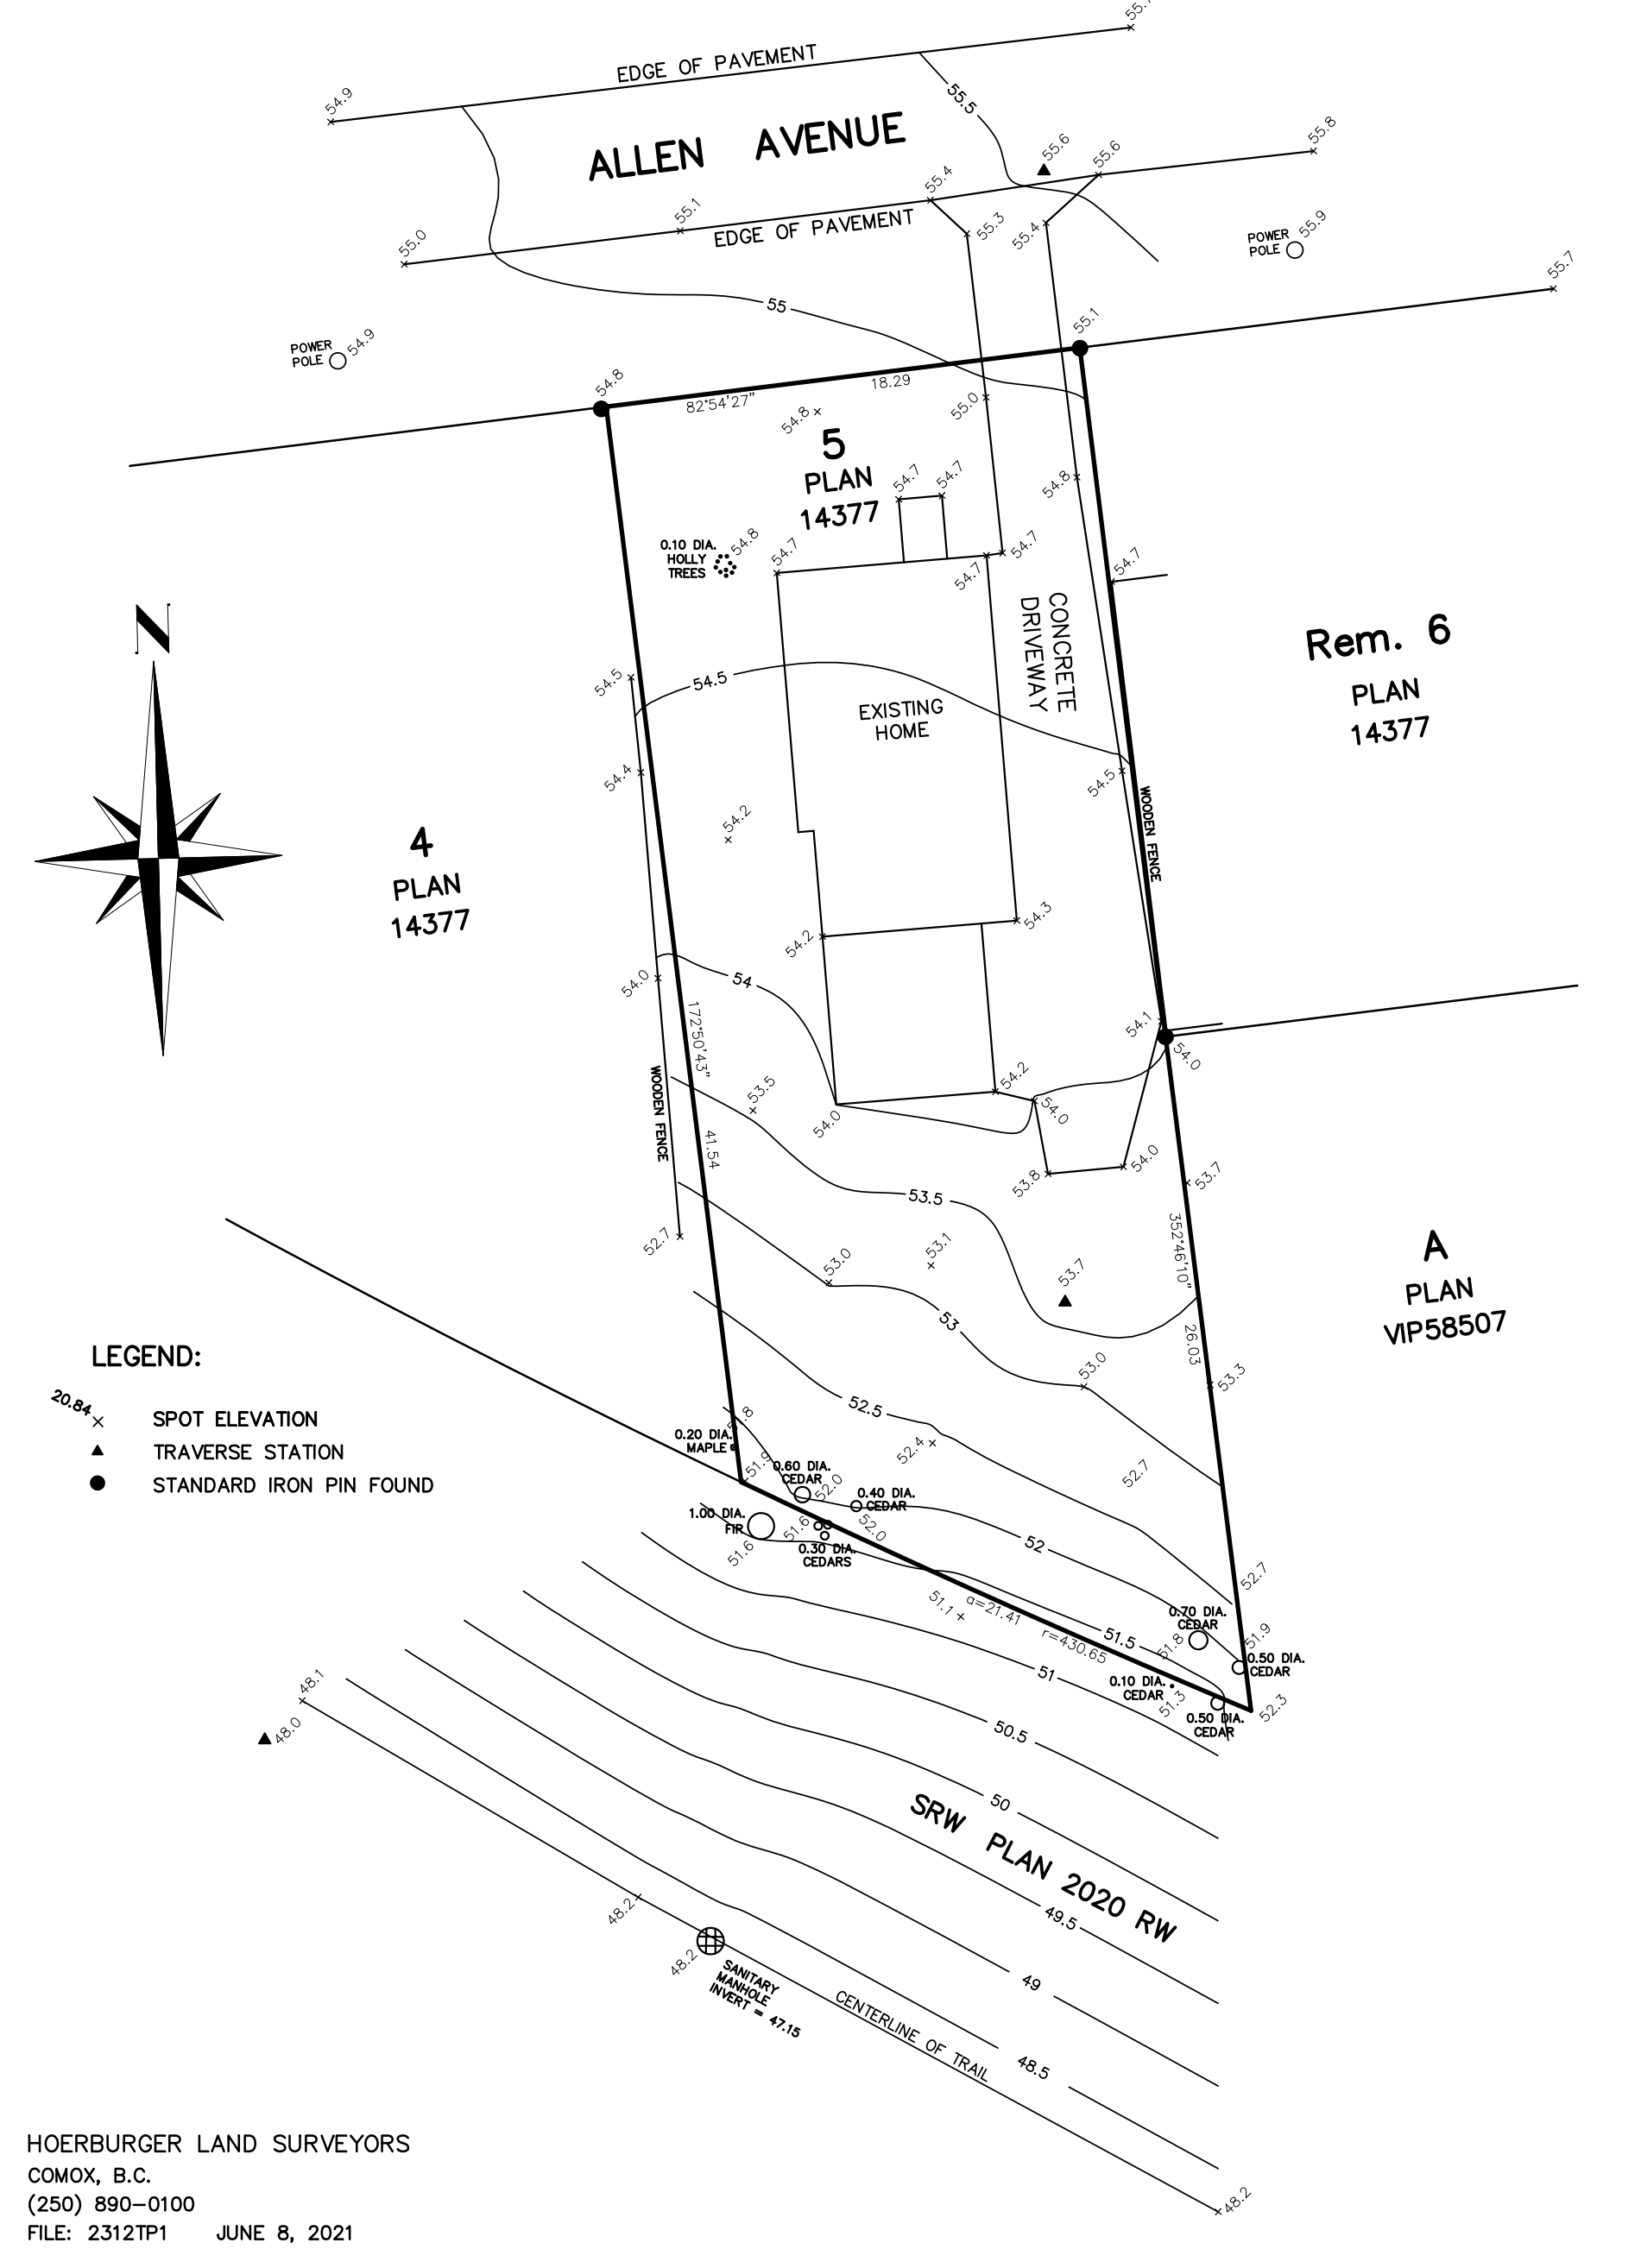 55.7
EDGE OF PAVEMENT
54.9
55.5
ALLEN AVENUE
55.6
55.6
55.8
55.4
55.1
EDGE OF PAVEMENT
55.3
55.4
55.0
POWER
POLE
55.9
55.7
55
POWER
POLE
54.9
55.1
54.8
18.29
82°54'27"
54.8
55.0
5
PLAN
14377
54.7
54.7
54.8
0.10 DIA.
HOLLY
TREES
54.8
54.7
54.7
54.7
54.7
CONCRETE
DRIVEWAY
N
Rem. 6
PLAN
14377
54.5
54.5
EXISTING
HOME
54.4
54.5
54.2
WOODEN FENCE
4
PLAN
14377
54.3
54.2
54.0
54
172°50'43"
54.1
54.0
WOODEN FENCE
53.5
54.2
54.0
54.0
41.54
54.0
53.8
53.7
53.5
352°46'10"
52.7
53.0
53.1
53.7
A
PLAN
VIP58507
53
26.03
53.0
53.3
LEGEND:
20.84
SPOT ELEVATION
TRAVERSE STATION
STANDARD IRON PIN FOUND
52.5
0.20 DIA.
MAPLE
51.9
52.4
52.7
0.60 DIA.
CEDAR
52.0
0.40 DIA.
CEDAR
52.0
1.00 DIA.
FIR
51.6
51.6
0.30 DIA.
CEDARS
52
52.7
51.1
a=21.41
r=430.65
51.5
0.70 DIA.
CEDAR
51.8
51.9
0.50 DIA.
CEDAR
51
0.10 DIA.
CEDAR
51.3
0.50 DIA.
CEDAR
52.3
48.1
48.0
50.5
50
SRW PLAN 2020 RW
49.5
48.2
48.2
SANITARY
MANHOLE
INVERT = 47.15
49
CENTERLINE OF TRAIL
48.5
48.2
HOERBURGER LAND SURVEYORS
COMOX, B.C.
(250) 890-0100
FILE: 2312TP1 JUNE 8, 2021